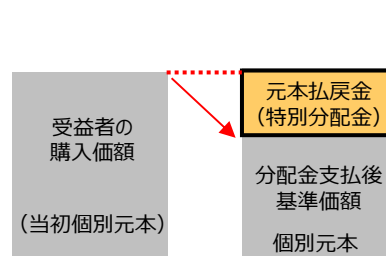 受益者の
購入価額
（当初個別元本）
元本払戻金
（特別分配金）
分配金支払後
基準価額
個別元本